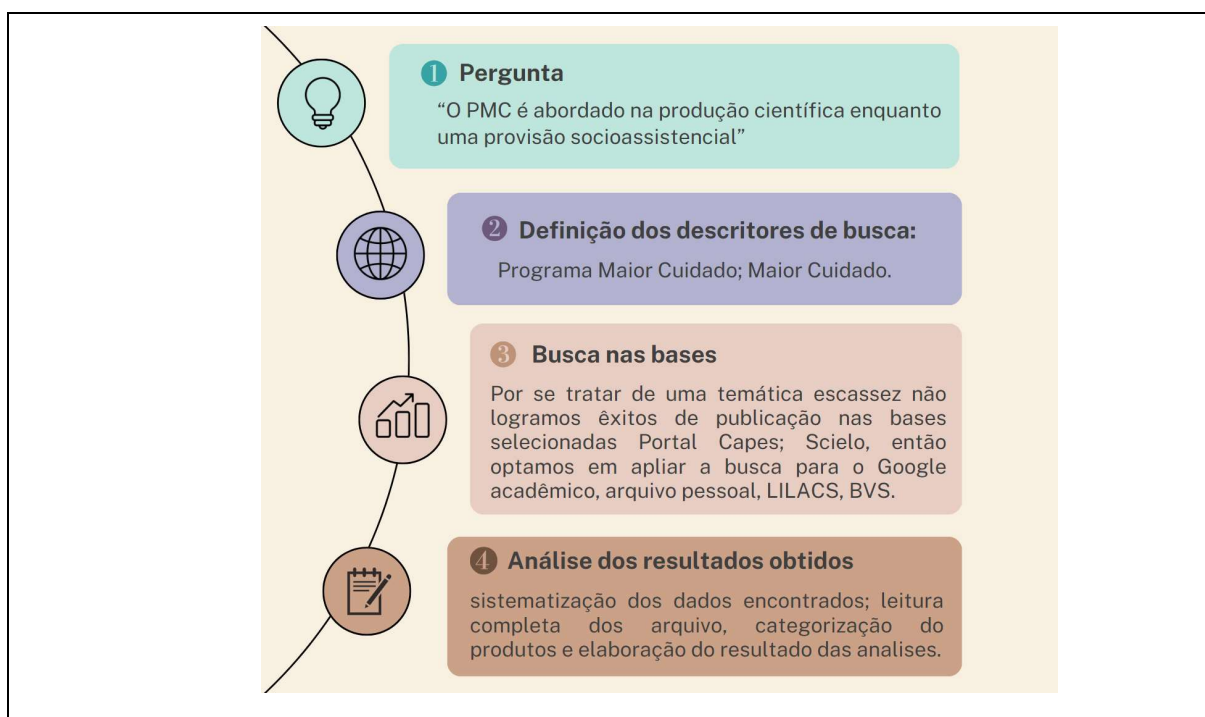 1 Pergunta
“O PMC é abordado na produção científica enquanto
uma provisão socioassistencial”
2 Definição dos descritores de busca:
Programa Maior Cuidado; Maior Cuidado.
3 Busca nas bases
Por se tratar de uma temática escassez não
logramos êxitos de publicação nas bases
selecionadas Portal Capes; Scielo, então
optamos em apliar a busca para o Google
acadêmico, arquivo pessoal, LILACS, BVS.
4 Análise dos resultados obtidos
sistematização dos dados encontrados; leitura
completa dos arquivo, categorização do
produtos e elaboração do resultado das analises.